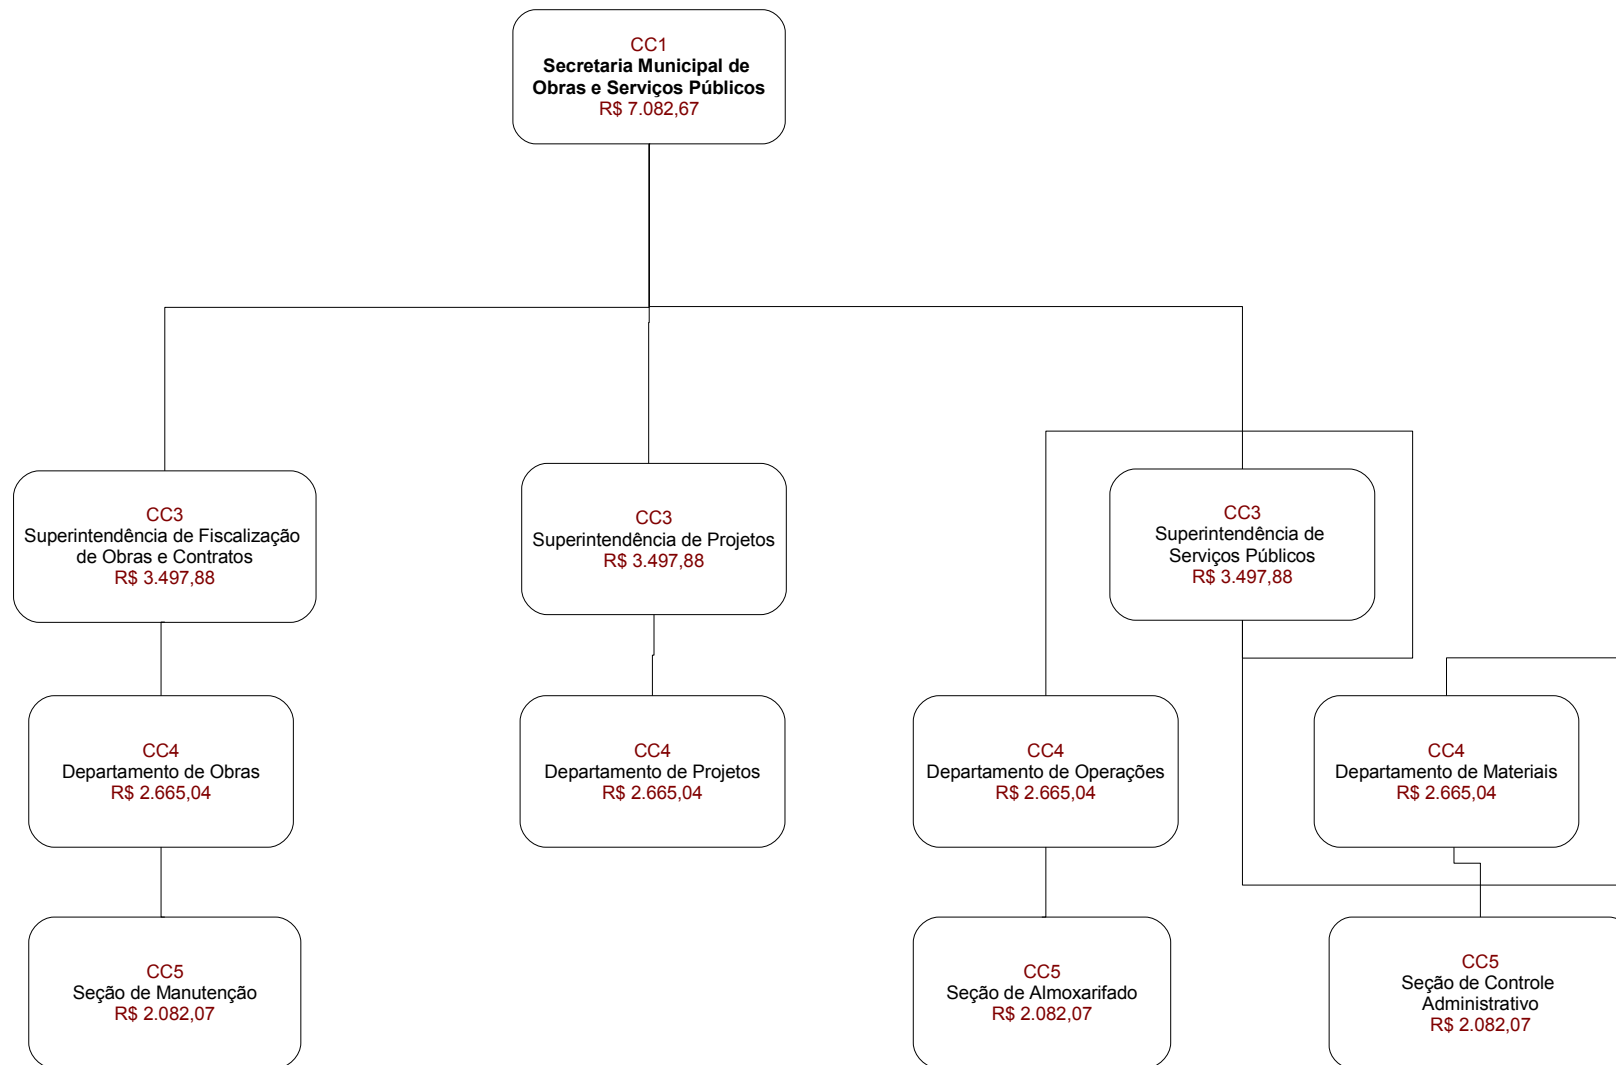 CC1
Secretaria Municipal de
Obras e Serviços Públicos
R$ 7.082,67
CC3
Superintendência de Fiscalização
de Obras e Contratos
R$ 3.497,88
CC3
Superintendência de Projetos
R$ 3.497,88
CC3
Superintendência de
Serviços Públicos
R$ 3.497,88
CC4
Departamento de Obras
R$ 2.665,04
CC4
Departamento de Projetos
R$ 2.665,04
CC4
Departamento de Operações
R$ 2.665,04
CC4
Departamento de Materiais
R$ 2.665,04
CC5
Seção de Manutenção
R$ 2.082,07
CC5
Seção de Almoxarifado
R$ 2.082,07
CC5
Seção de Controle
Administrativo
R$ 2.082,07